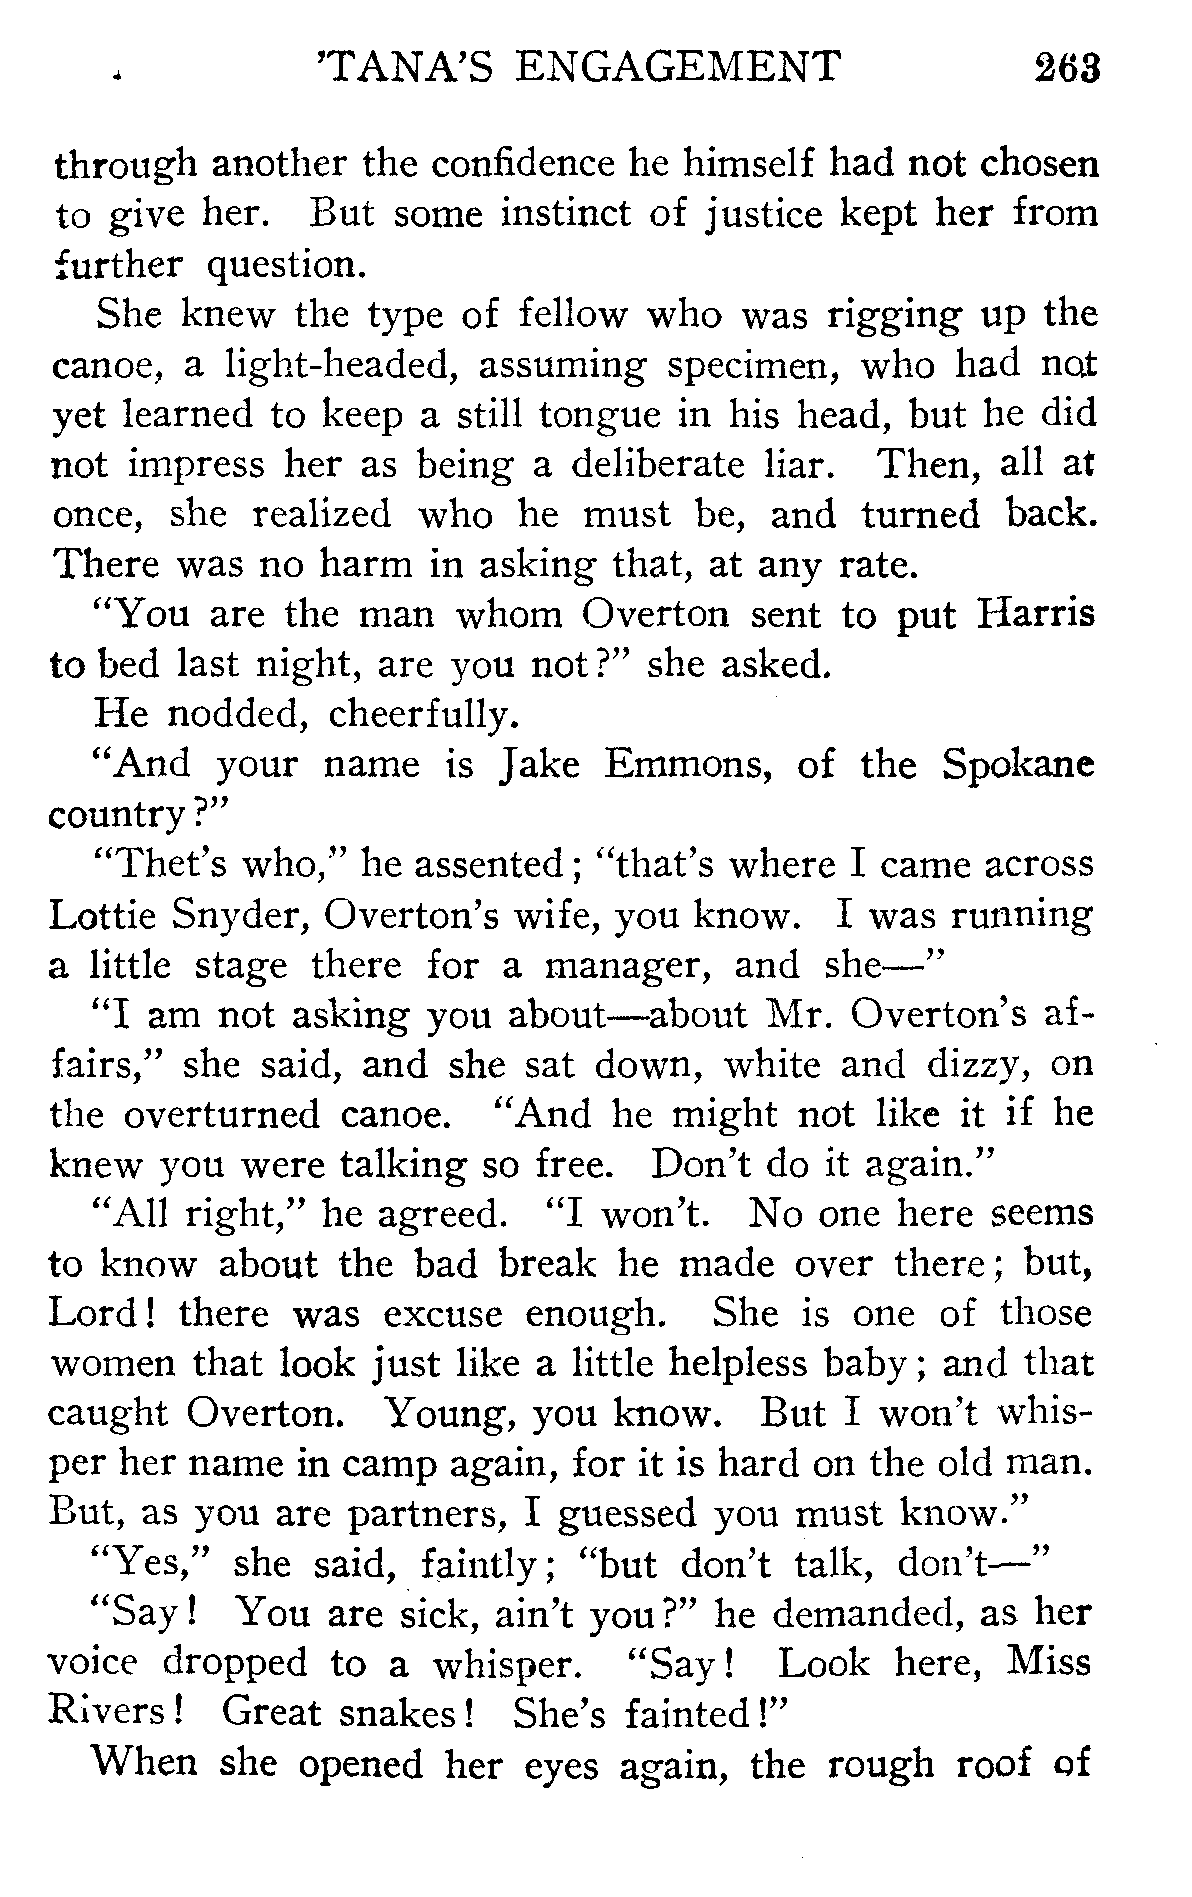 'TANA'S ENGAGEMENT 263
through another the confidence he himself had not chosen
to give her. But some instinct of justice kept her from
further question.
She knew the type of fellow who was rigging up the
canoe, a light-headed, assuming specimen, who had not
yet learned to keep a still tongue in his head, but he did
not impress her as being a deliberate liar. Then, all at
once, she realized who he must be, and turned back.
There was no harm in asking that, at any rate.
"You are the man whom Overton sent to put Harris
to bed last night, are you not?" she asked.
He nodded, cheerfully.
"And your name is Jake Emmons, of the Spokane
country?"
"Thet's who," he assented; "that's where I came across
Lottie Snyder, Overton's wife, you know. I was running
a little stage there for a manager, and she—"
"I am not asking you about—about Mr. Overton's af-
fairs," she said, and she sat down, white and dizzy, on
the overturned canoe. "And he might not like it if he
knew you were talking so free. Don't do it again."
"All right," he agreed. "I won't. No one here seems
to know about the bad break he made over there; but,
Lord! there was excuse enough. She is one of those
women that look just like a little helpless baby; and that
caught Overton. Young, you know. But I won't whis-
per her name in camp again, for it is hard on the old man.
But, as you are partners, I guessed you must know."
"Yes," she said, faintly; "but don't talk, don't—"
"Say! You are sick, ain't you?" he demanded, as her
voice dropped to a whisper. "Say! Look here, Miss
Rivers! Great snakes! She's fainted!"
When she opened her eyes again, the rough roof of